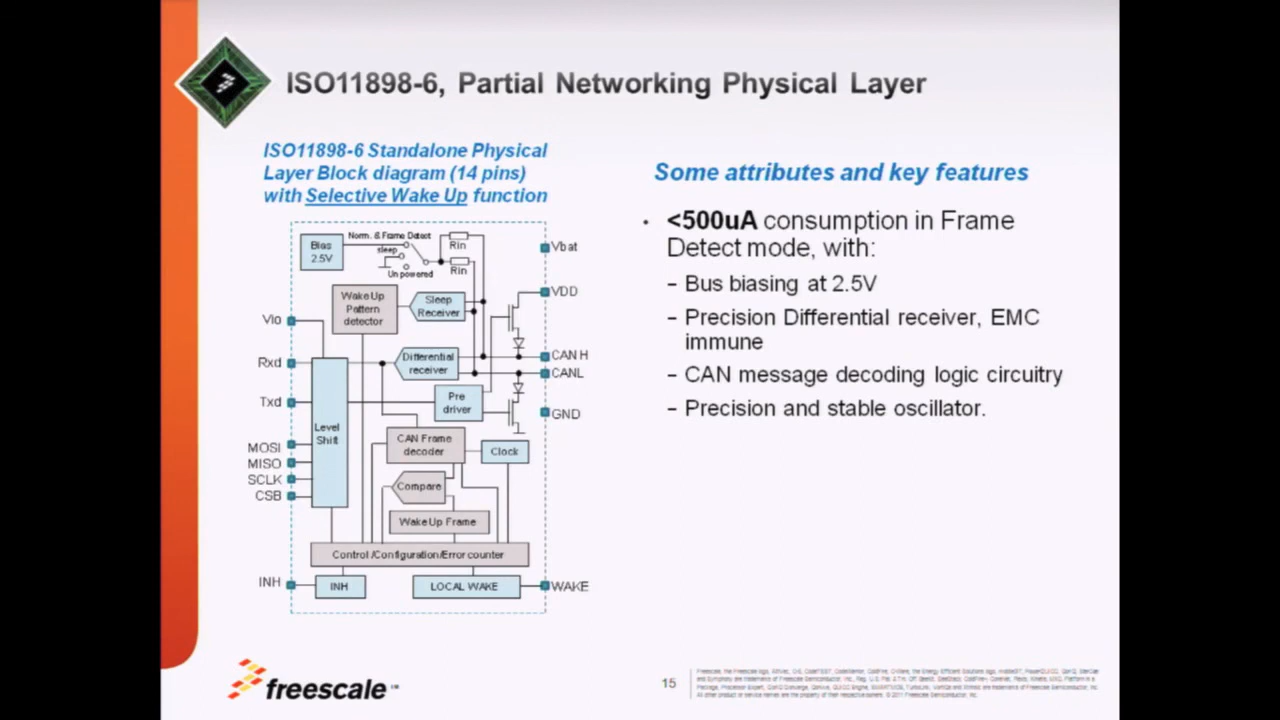 ISO11898-6, Partial Networking Physical Layer
ISO11898-6 Standalone Physical
Layer Block diagram (14 pins)
with Selective Wake Up function
Some attributes and key features
• <500uA consumption in Frame
Detect mode, with:
– Bus biasing at 2.5V
– Precision Differential receiver, EMC
immune
– CAN message decoding logic circuitry
– Precision and stable oscillator.
Bias
2.5V
Norm. & Frame Detect
sleep
Unpowered
Rin
Rin
Vbat
Wake Up
Pattern
detector
Sleep
Receiver
VDD
Vio
Rxd
Differential
receiver
CANH
CANL
Txd
Pre
driver
GND
Level
Shift
MOSI
MISO
SCLK
CSB
CAN Frame
decoder
Clock
Compare
Wake Up Frame
Control /Configuration/Error counter
INH
INH
LOCAL WAKE
WAKE
freescale ™
15